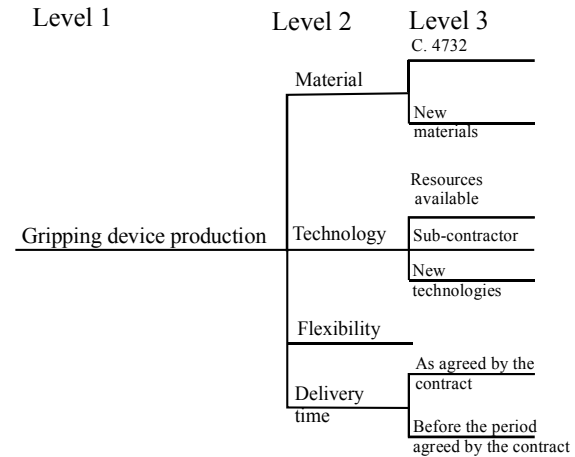 Level 1
Level 2
Level 3
C. 4732
Material
New
materials
Resources
available
Gripping device production
Technology
Sub-contractor
New
technologies
Flexibility
As agreed by the
contract
Delivery
time
Before the period
agreed by the contract